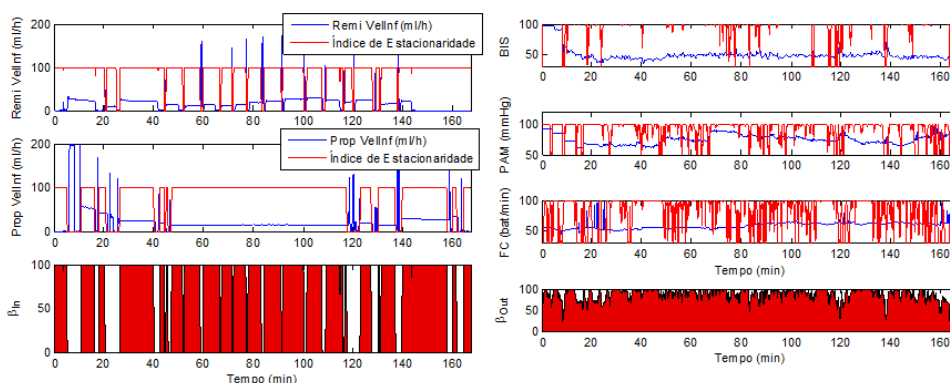 Remi VelInf (ml/h)
Índice de Estacionaridade
Remi VelInf (ml/h)
200
100
0
0 20 40 60 80 100 120 140 160
Prop VelInf (ml/h)
Índice de Estacionaridade
Prop VelInf (ml/h)
200
100
0
0 20 40 60 80 100 120 140 160
βIn
100
50
0
0 20 40 60 80 100 120 140 160
Tempo (min)
BIS
100
50
0 20 40 60 80 100 120 140 160
PAM (mmHg)
100
50
0 20 40 60 80 100 120 140 160
FC (bat/min)
100
50
0 20 40 60 80 100 120 140 160
Tempo (min)
βOut
100
50
0
0 20 40 60 80 100 120 140 160